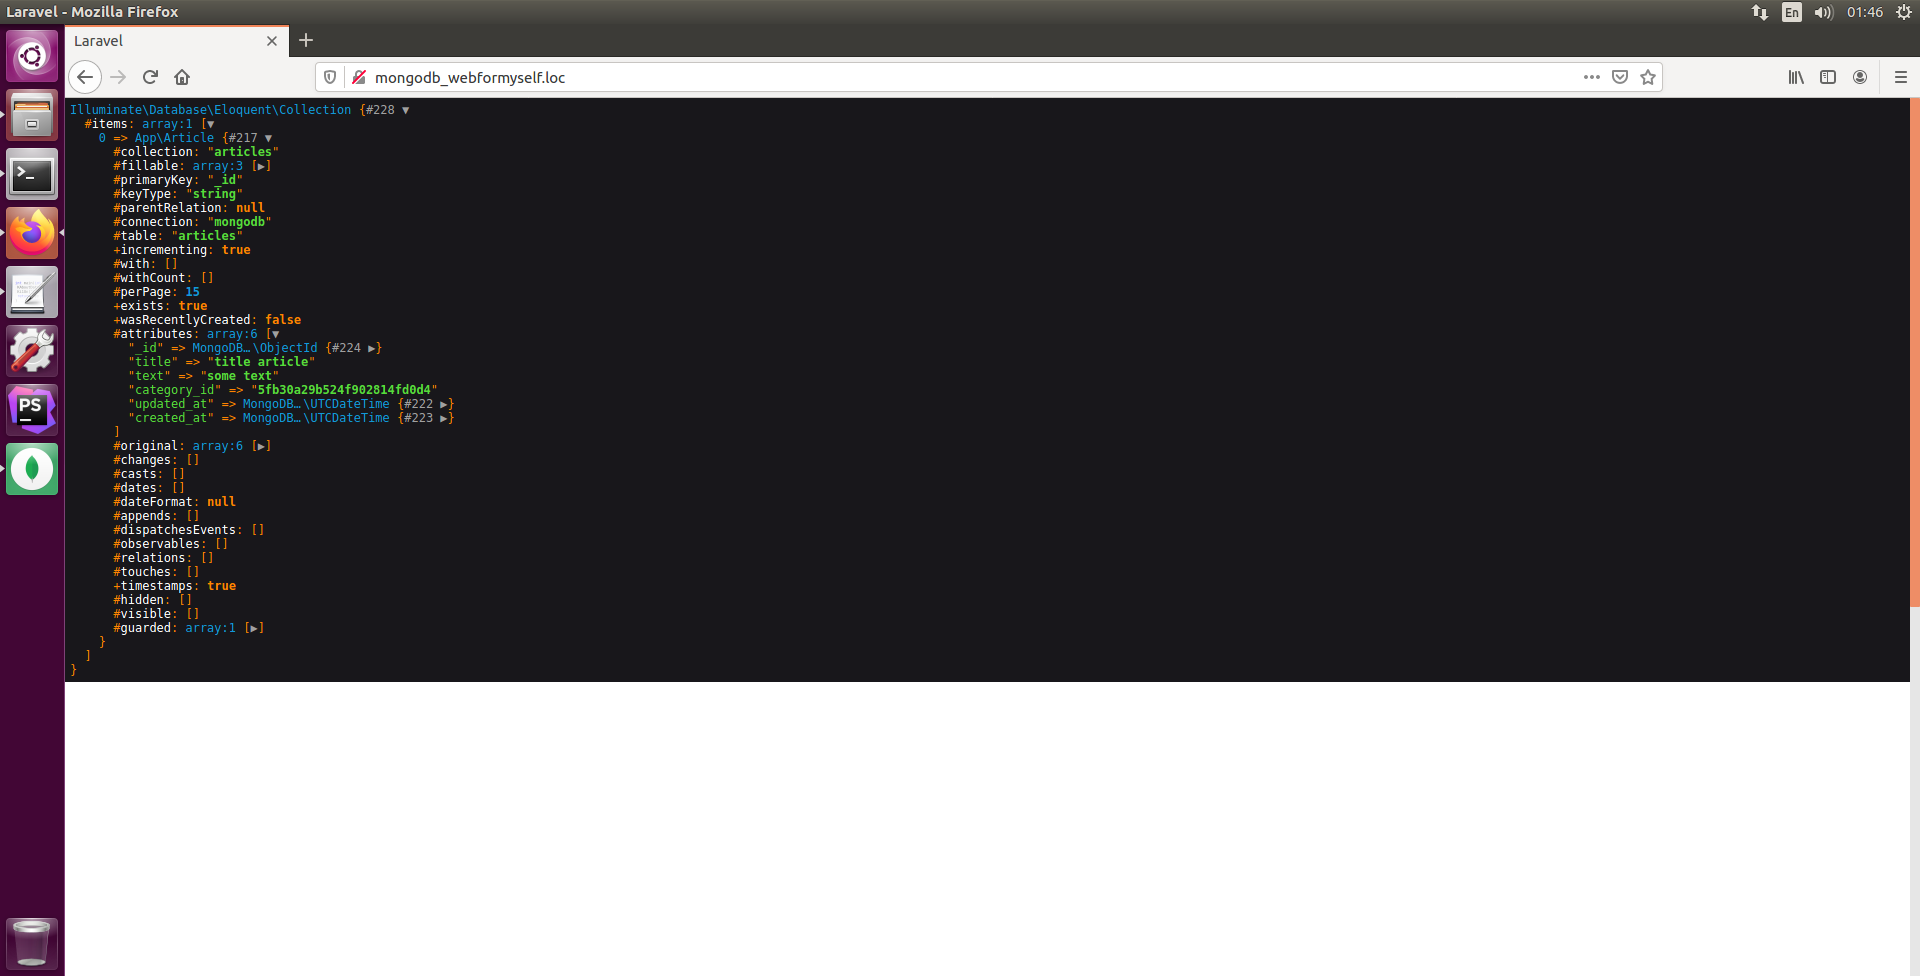 Laravel - Mozilla Firefox
En
01:46
Laravel
mongodb_webformyself.loc
Illuminate\Database\Eloquent\Collection {#228 ▼
#items: array:1 [▼
0 => App\Article {#217 ▼
#collection: "articles"
#fillable: array:3 [▶]
#primaryKey: "_id"
#keyType: "string"
#parentRelation: null
#connection: "mongodb"
#table: "articles"
+incrementing: true
#with: []
#withCount: []
#perPage: 15
+exists: true
+wasRecentlyCreated: false
#attributes: array:6 [▼
"_id" => MongoDB…\ObjectId {#224 ▶}
"title" => "title article"
"text" => "some text"
"category_id" => "5fb30a29b524f902814fd0d4"
"updated_at" => MongoDB…\UTCDateTime {#222 ▶}
"created_at" => MongoDB…\UTCDateTime {#223 ▶}
]
#original: array:6 [▶]
#changes: []
#casts: []
#dates: []
#dateFormat: null
#appends: []
#dispatchesEvents: []
#observables: []
#relations: []
#touches: []
+timestamps: true
#hidden: []
#visible: []
#guarded: array:1 [▶]
}
]
}
PS